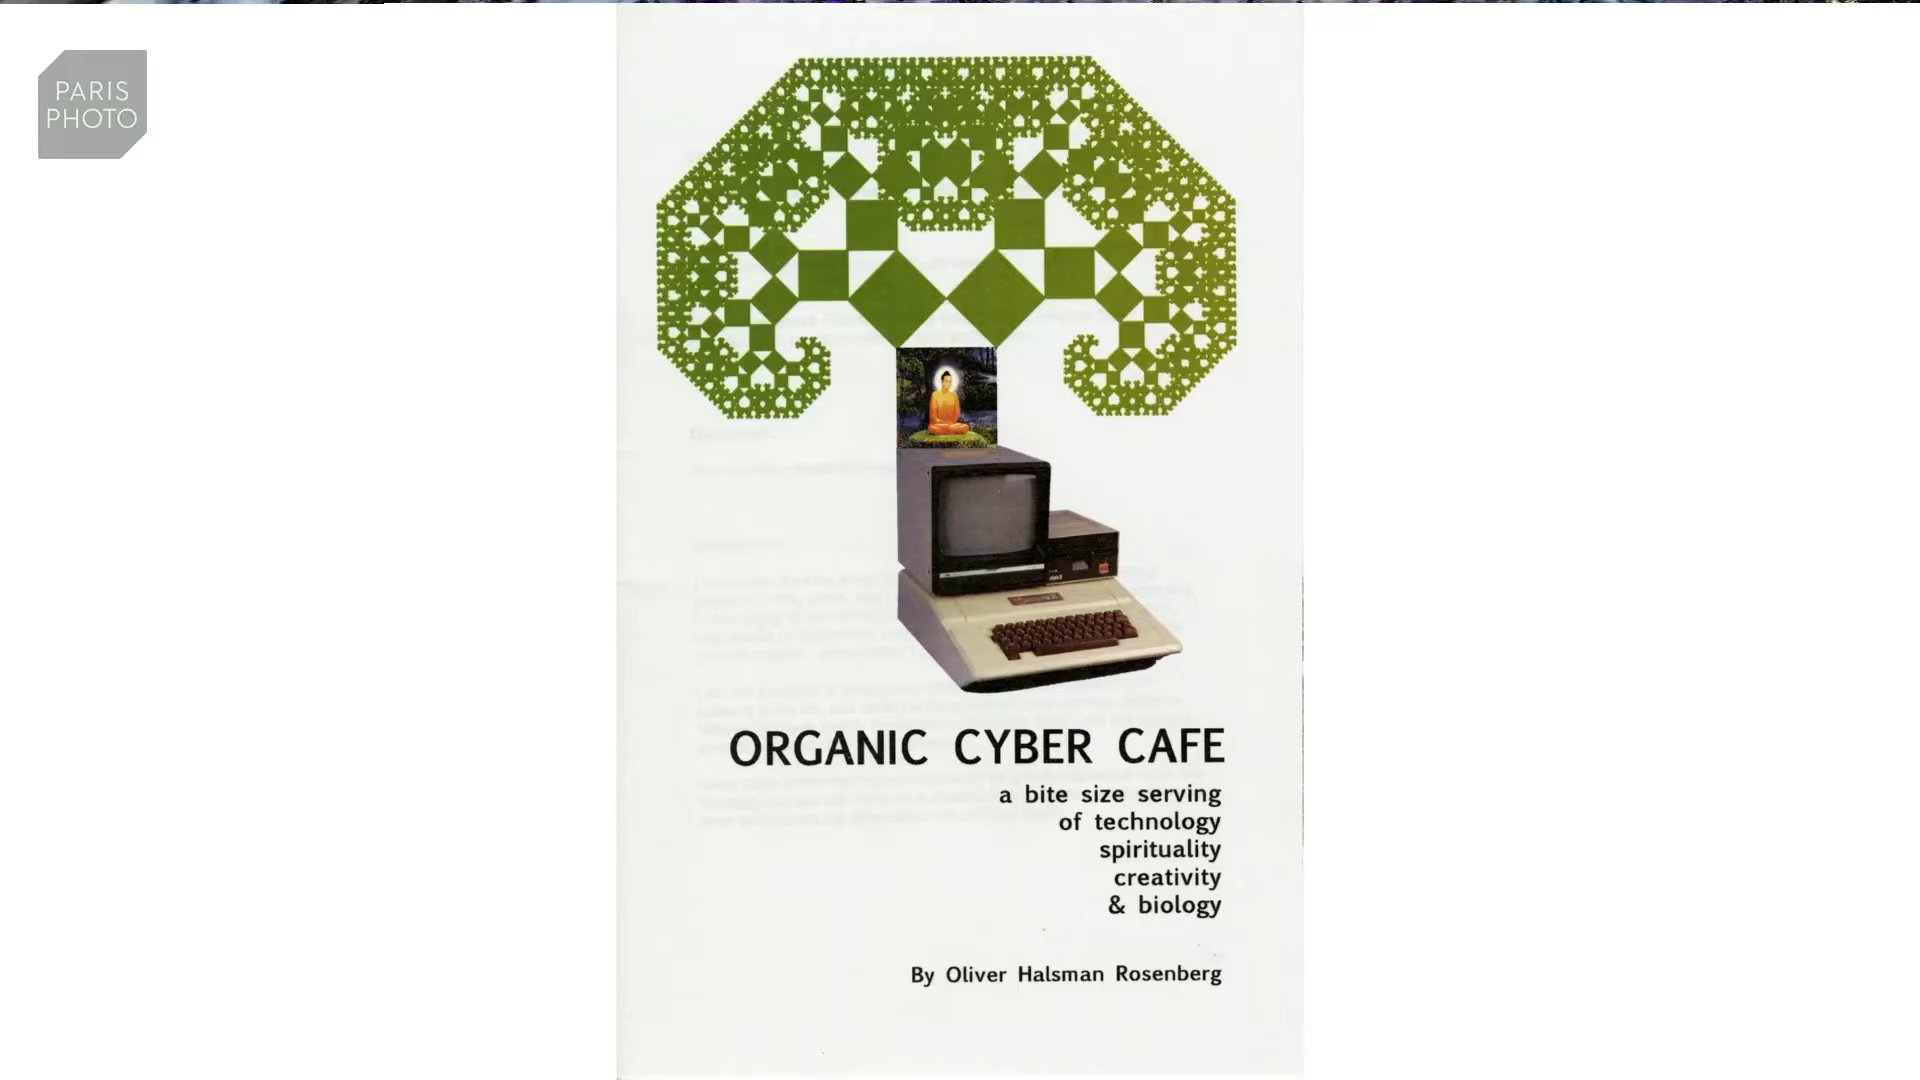 PARIS
PHOTO
ORGANIC CYBER CAFE
a bite size serving
of technology
spirituality
creativity
& biology
By Oliver Halsman Rosenberg